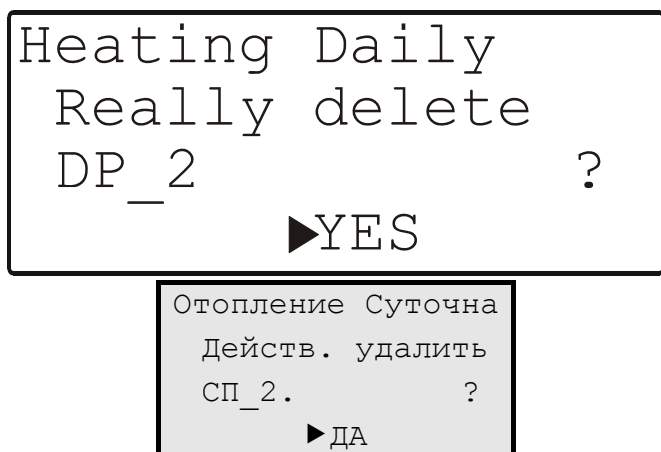 Heating Daily
Really delete
DP_2 ?
▶YES
Отопление Суточна
Действ. удалить
СП_2. ?
▶ДА